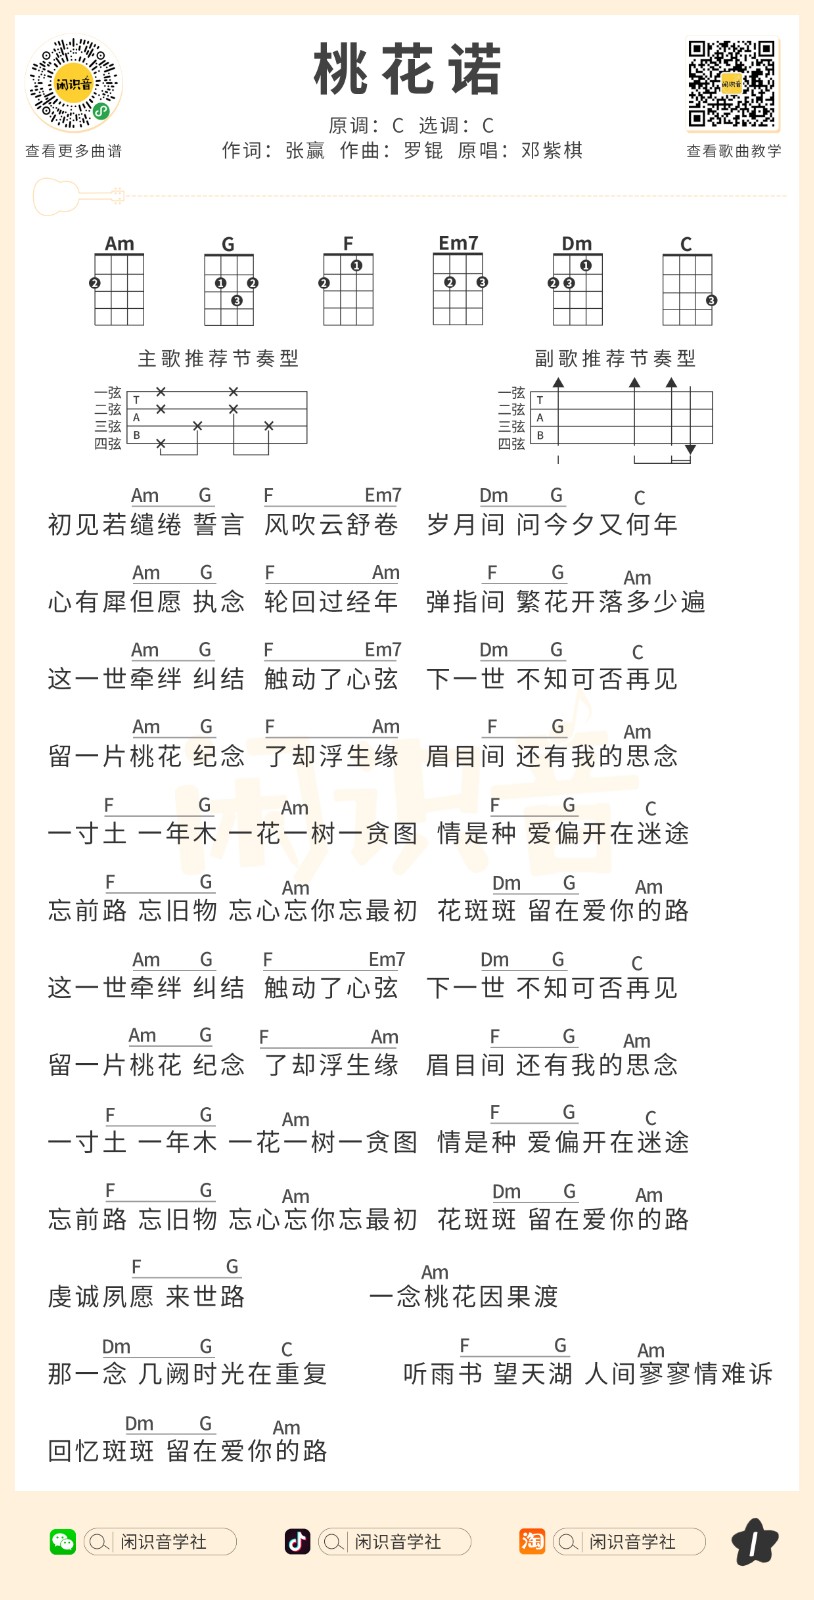 闲识音
查看更多曲谱
桃花诺
原调：C 选调：C
作词：张赢 作曲：罗锟 原唱：邓紫棋
闲识音
查看歌曲教学
Am G F Em7 Dm C
2 1 2 3 2 1 2 3 2 3 1 3
主歌推荐节奏型 副歌推荐节奏型
一弦 T 一弦 T
二弦 A 二弦 A
三弦 B 三弦 B
四弦 四弦
Am G F Em7 Dm G C
初见若缱绻 誓言 风吹云舒卷 岁月间 问今夕又何年
Am G F Am F G Am
心有犀但愿 执念 轮回过经年 弹指间 繁花开落多少遍
Am G F Em7 Dm G C
这一世牵绊 纠结 触动了心弦 下一世 不知可否再见
Am G F Am F G Am
留一片桃花 纪念 了却浮生缘 眉目间 还有我的思念
闲识音
F G Am F G C
一寸土 一年木 一花一树一贪图 情是种 爱偏开在迷途
F G Am Dm G Am
忘前路 忘旧物 忘心忘你忘最初 花斑斑 留在爱你的路
Am G F Em7 Dm G C
这一世牵绊 纠结 触动了心弦 下一世 不知可否再见
Am G F Am F G Am
留一片桃花 纪念 了却浮生缘 眉目间 还有我的思念
F G Am F G C
一寸土 一年木 一花一树一贪图 情是种 爱偏开在迷途
F G Am Dm G Am
忘前路 忘旧物 忘心忘你忘最初 花斑斑 留在爱你的路
F G Am
虔诚夙愿 来世路 一念桃花因果渡
Dm G C F G Am
那一念 几阙时光在重复 听雨书 望天湖 人间寥寥情难诉
Dm G Am
回忆斑斑 留在爱你的路
闲识音学社 闲识音学社 淘 闲识音学社 1